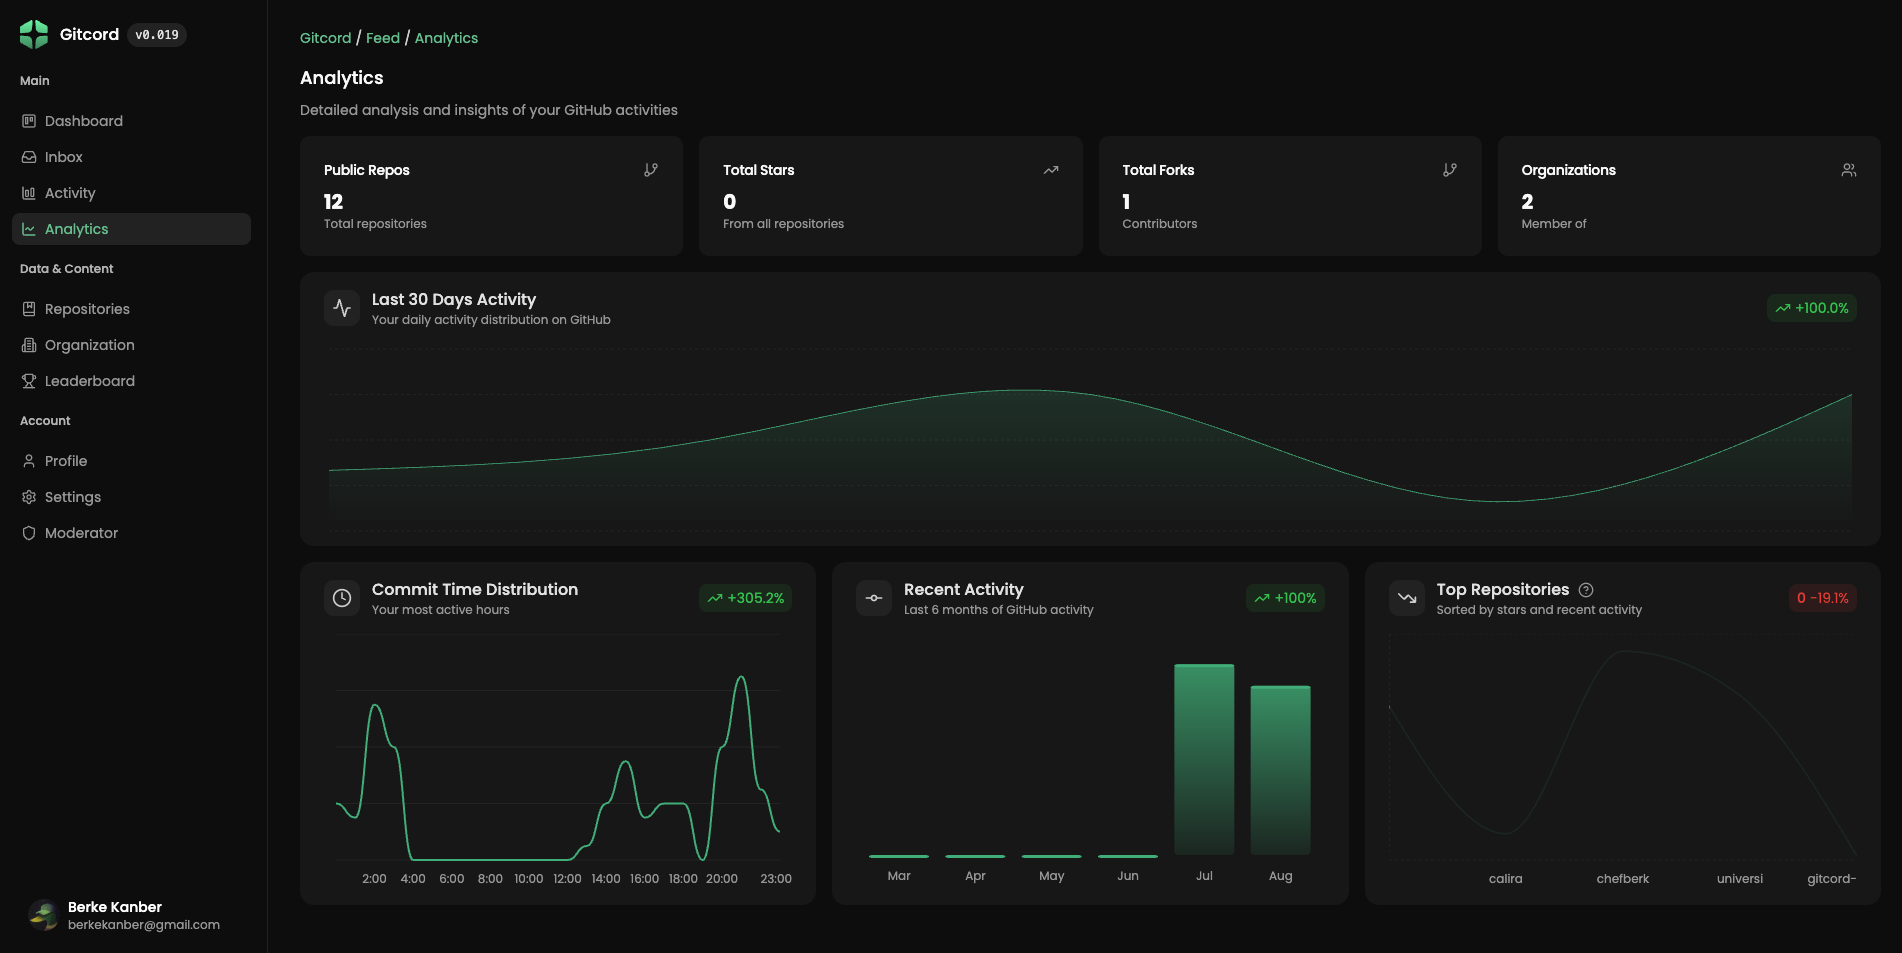 Gitcord v0.019
Main
Dashboard
Inbox
Activity
Analytics
Data & Content
Repositories
Organization
Leaderboard
Account
Profile
Settings
Moderator
Berke Kanber
berkekanber@gmail.com
Gitcord / Feed / Analytics
Analytics
Detailed analysis and insights of your GitHub activities
Public Repos
12
Total repositories
Total Stars
0
From all repositories
Total Forks
1
Contributors
Organizations
2
Member of
Last 30 Days Activity
Your daily activity distribution on GitHub
+100.0%
Commit Time Distribution
Your most active hours
+305.2%
2:00 4:00 6:00 8:00 10:00 12:00 14:00 16:00 18:00 20:00 23:00
Recent Activity
Last 6 months of GitHub activity
+100%
Mar Apr May Jun Jul Aug
Top Repositories
Sorted by stars and recent activity
0 -19.1%
calira chefberk universi gitcord-